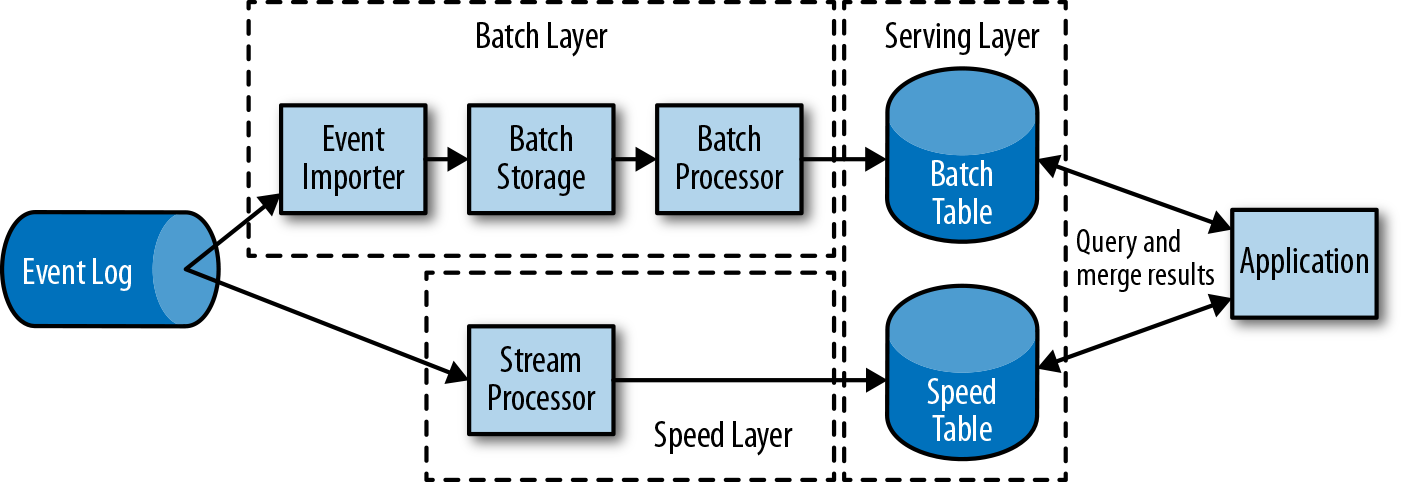 Batch Layer
Serving Layer
Event
Importer
Batch
Storage
Batch
Processor
Batch
Table
Event Log
Query and
merge results
Application
Stream
Processor
Speed Layer
Speed
Table